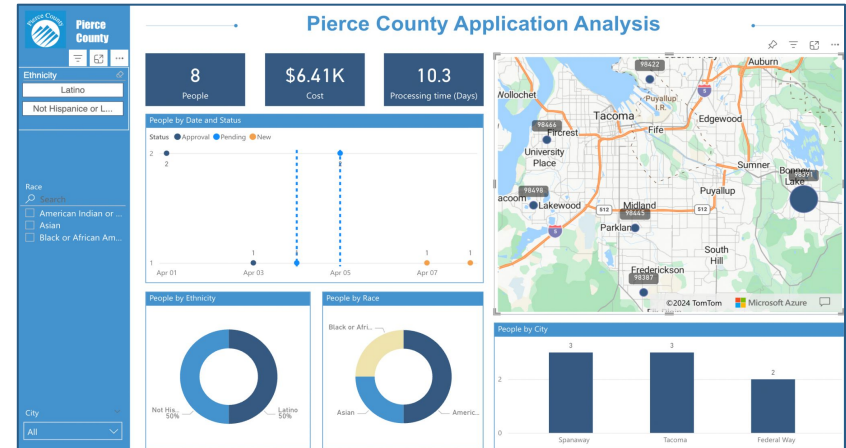 Pierce County
Pierce
County
Pierce County Application Analysis
Ethnicity
Latino
Not Hispanice or L...
Race
Search
American Indian or ...
Asian
Black or African Am...
City
All
8
People
$6.41K
Cost
10.3
Processing time (Days)
People by Date and Status
Status Approval Pending New
2
2
1
1
1
1
Apr 01
Apr 03
Apr 05
Apr 07
People by Ethnicity
Not His...
50%
Latino
50%
People by Race
Black or Afri...
Asian
Americ...
98422
Auburn
Wollochet
Puyallup
I.R.
5
Tacoma
Edgewood
98466
Fircrest
Fife
University
Place
Sumner
Bonney
Lake
98391
98498
Lakewood
512
Midland
98445
512
Puyallup
Parkland
5
South
Hill
Frederickson
98387
©2024 TomTom
Microsoft Azure
People by City
3
3
2
2
0
Spanaway
Tacoma
Federal Way